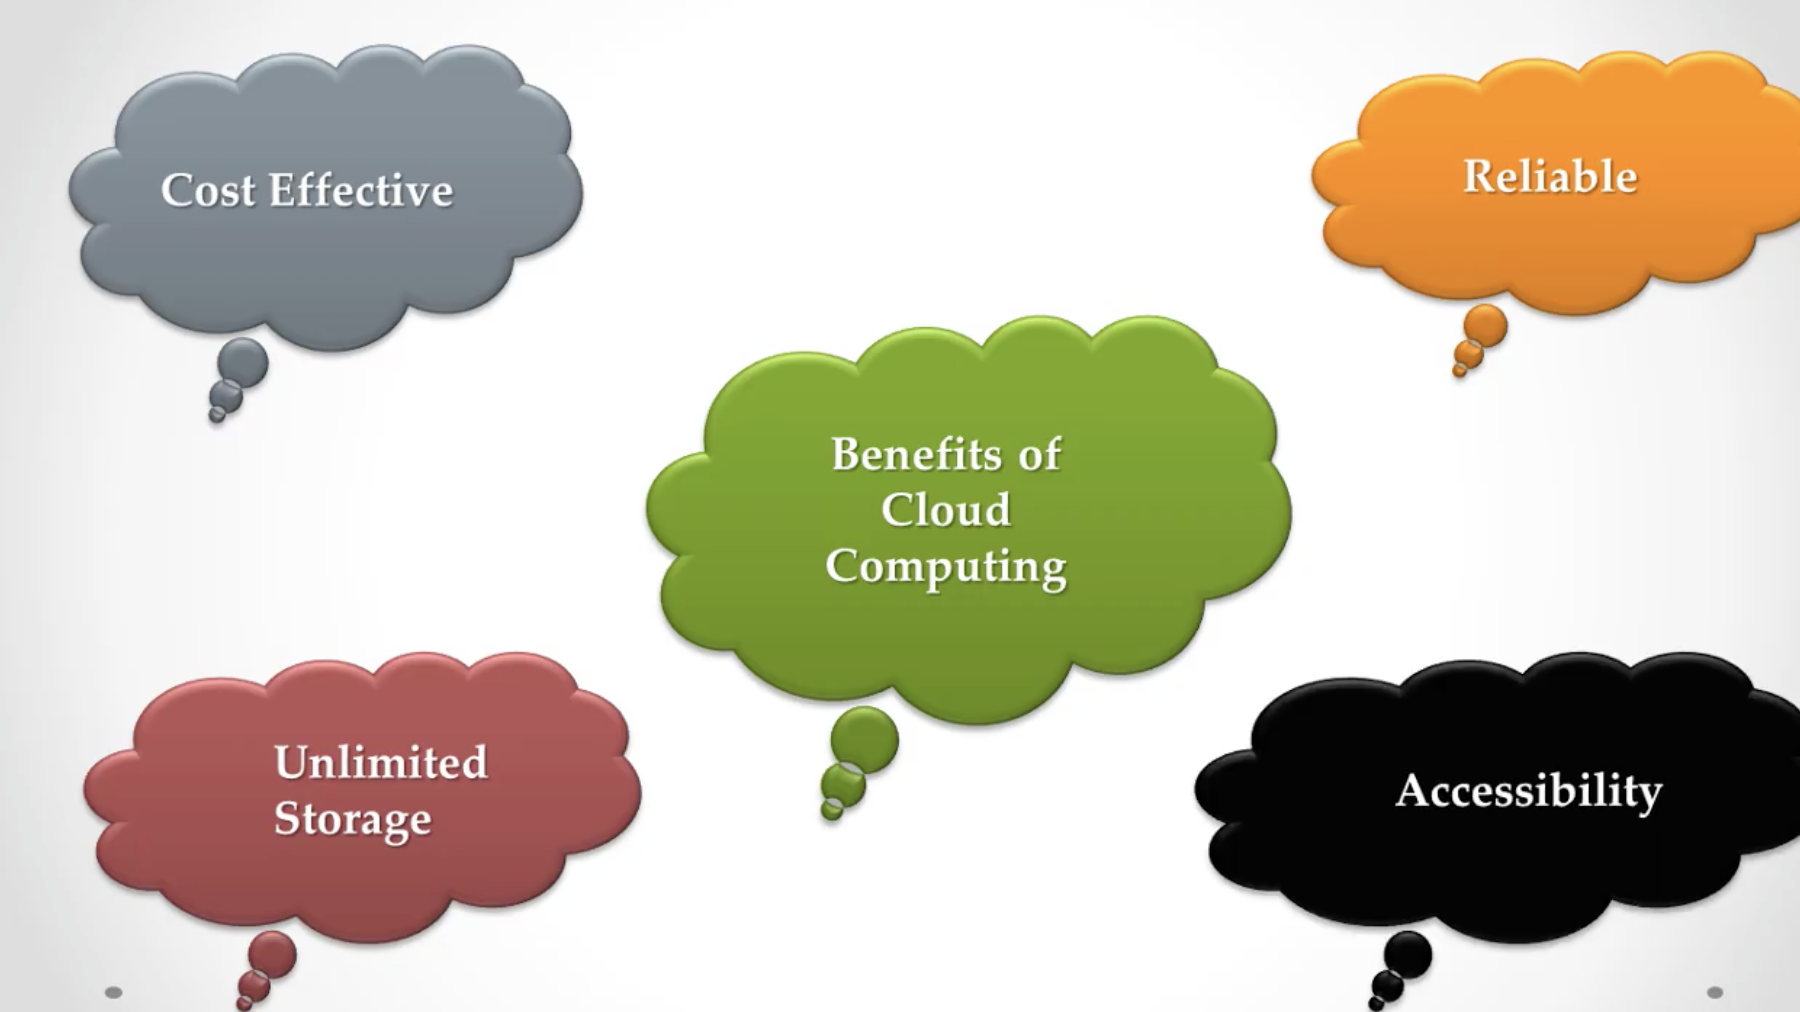 Cost Effective
Reliable
Benefits of
Cloud
Computing
Unlimited
Storage
Accessibility